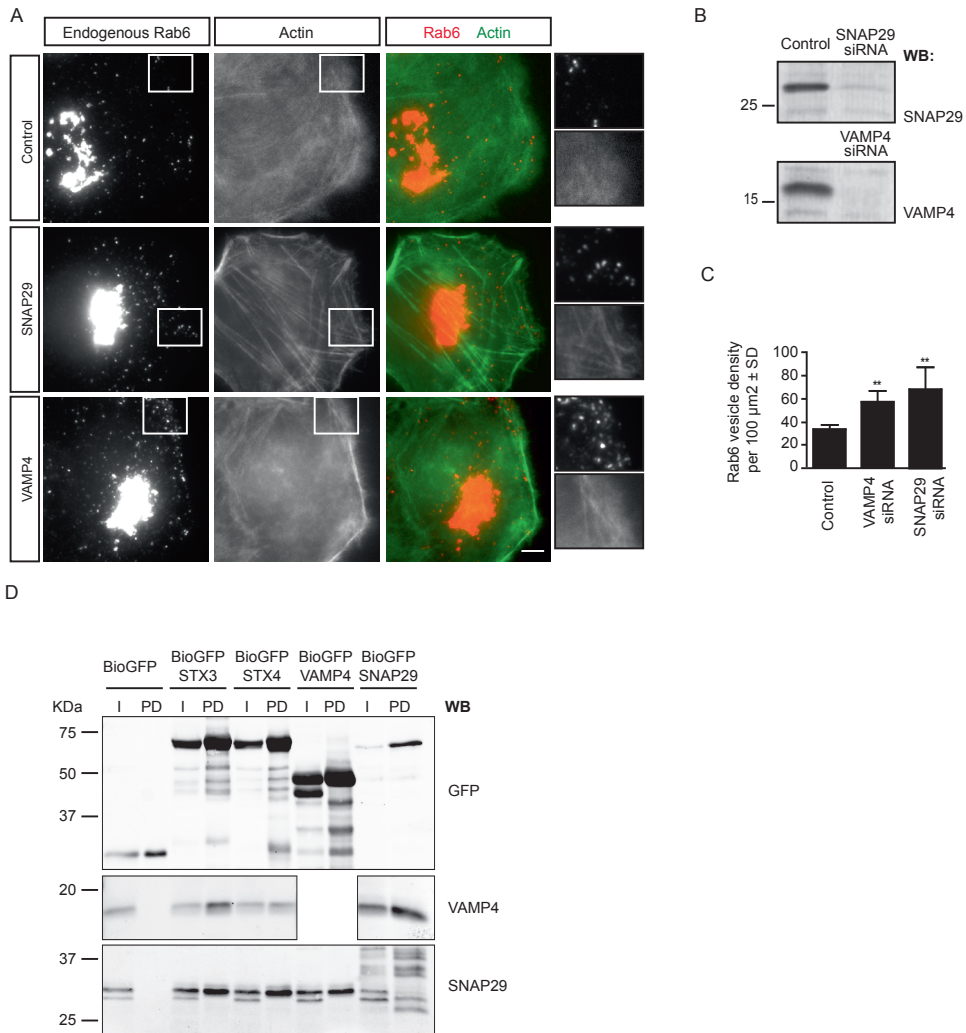 A
Endogenous Rab6
Actin
Rab6 Actin
Control
SNAP29
VAMP4
B
Control
SNAP29
siRNA
WB:
25
SNAP29
VAMP4
siRNA
15
VAMP4
C
Rab6 vesicle density
per 100 µm2 ± SD
100
80
60
40
20
0
**
**
Control
VAMP4
siRNA
SNAP29
siRNA
D
BioGFP
BioGFP
STX3
BioGFP
STX4
BioGFP
VAMP4
BioGFP
SNAP29
KDa
I PD I PD I PD I PD I PD
WB
75
50
37
GFP
20
VAMP4
37
25
SNAP29